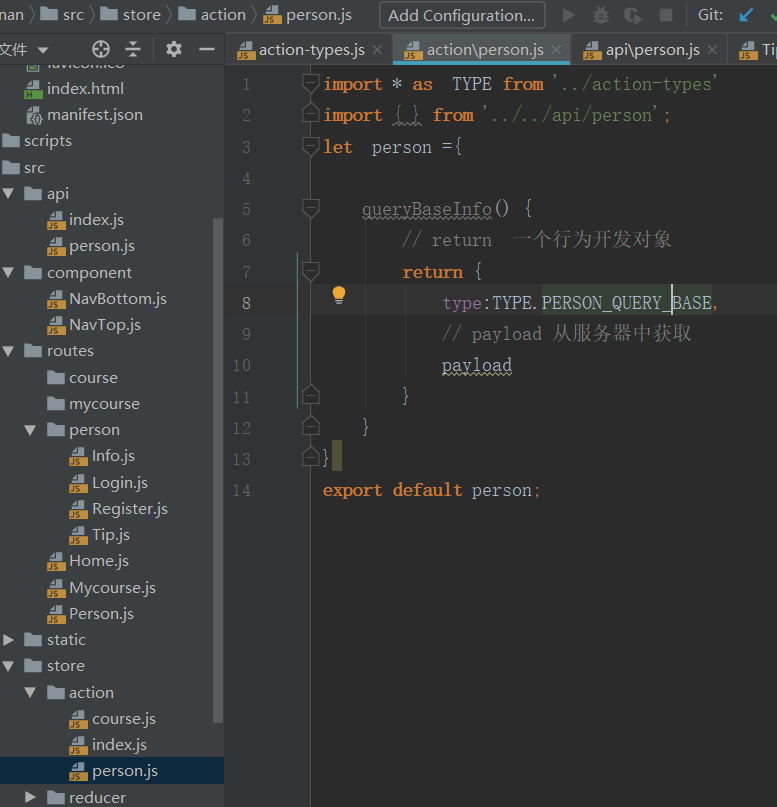 nan src store action person.js Add Configuration... Git:
文件 action-types.js action\person.js api\person.js
index.html
manifest.json
scripts
src
api
index.js
person.js
component
NavBottom.js
NavTop.js
routes
course
mycourse
person
Info.js
Login.js
Register.js
Tip.js
Home.js
Mycourse.js
Person.js
static
store
action
course.js
index.js
person.js
reducer
1 import * as TYPE from '../action-types'
2 import { } from '../../api/person';
3 let person ={
4
5 queryBaseInfo() {
6 // return 一个行为开发对象
7 return {
8 type:TYPE.PERSON_QUERY_BASE,
9 // payload 从服务器中获取
10 payload
11 }
12 }
13 }
14 export default person;